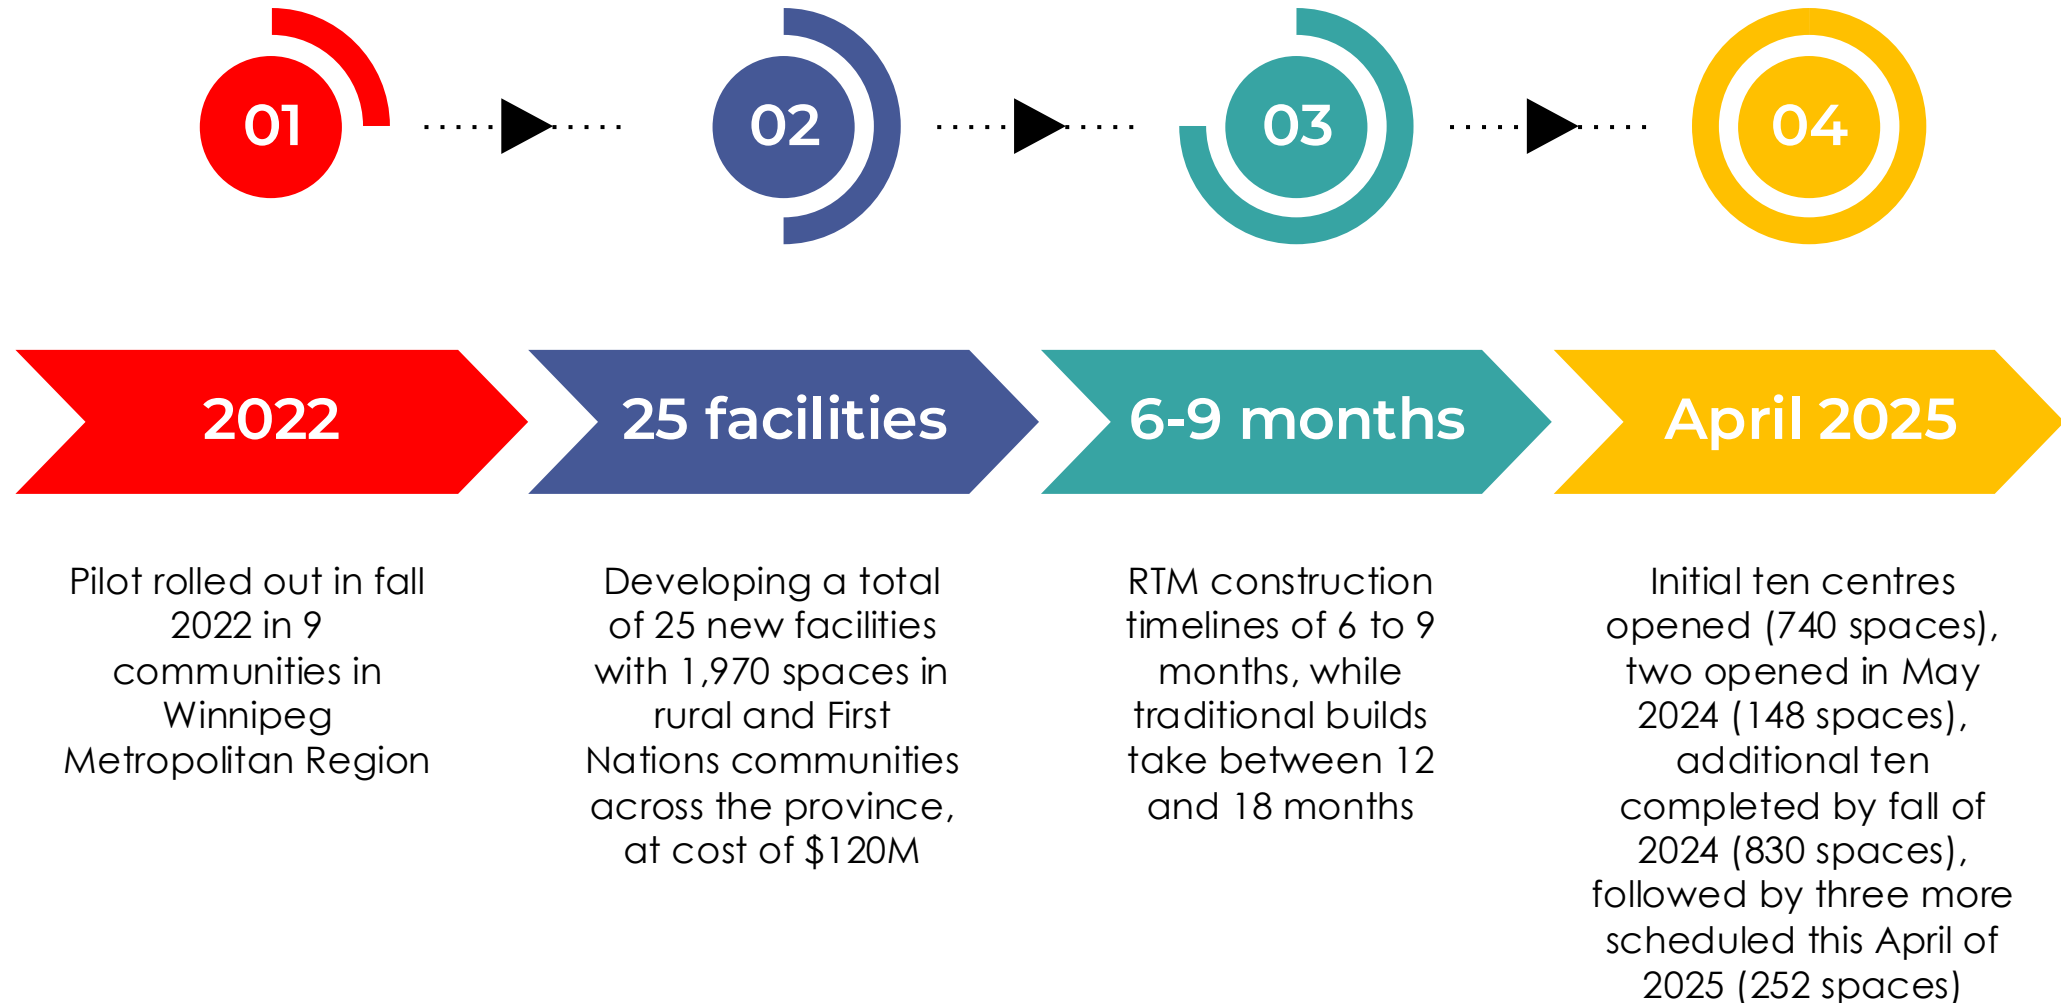 01
02
03
04
2022
25 facilities
6-9 months
April 2025
Pilot rolled out in fall
2022 in 9
communities in
Winnipeg
Metropolitan Region
Developing a total
of 25 new facilities
with 1,970 spaces in
rural and First
Nations communities
across the province,
at cost of $120M
RTM construction
timelines of 6 to 9
months, while
traditional builds
take between 12
and 18 months
Initial ten centres
opened (740 spaces),
two opened in May
2024 (148 spaces),
additional ten
completed by fall of
2024 (830 spaces),
followed by three more
scheduled this April of
2025 (252 spaces)